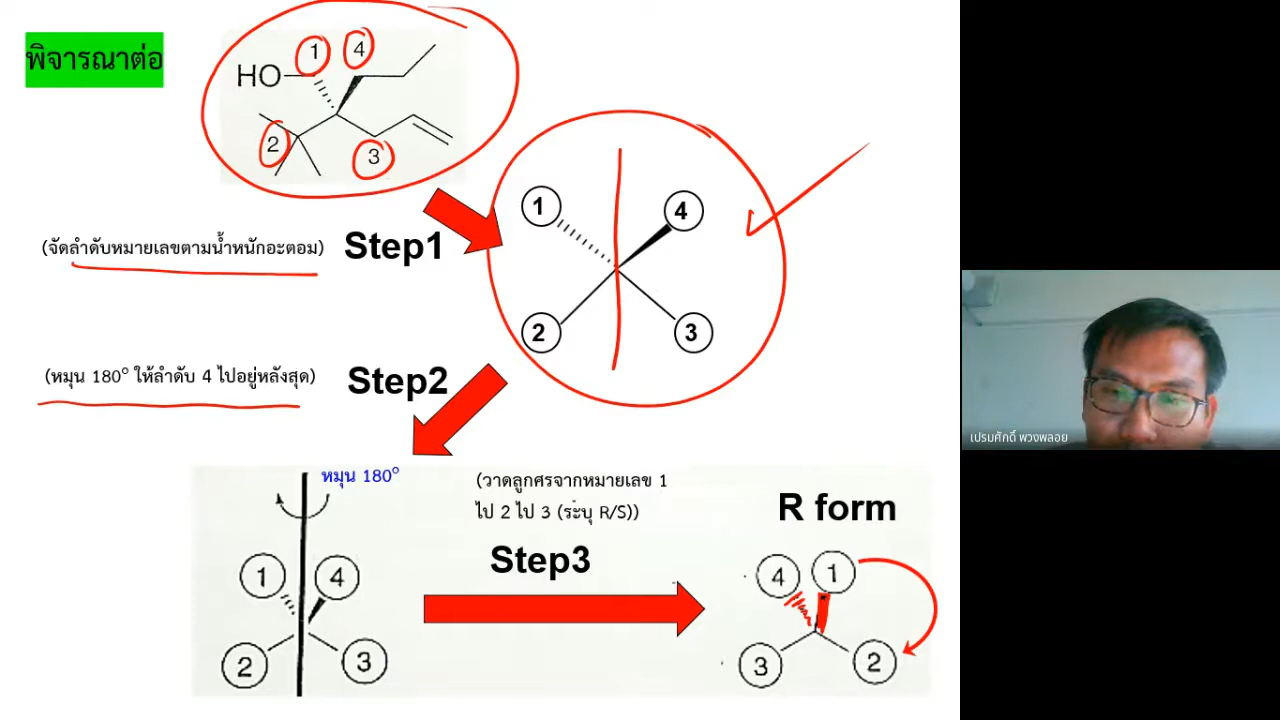 พิจารณาต่อ
1 4
HO
2
3
1
4
(จัดลำดับหมายเลขตามน้ำหนักอะตอม) Step1
2
3
(หมุน 180° ให้ลำดับ 4 ไปอยู่หลังสุด) Step2
เปรมศักดิ์ พวงพลอย
หมุน 180°
(วาดลูกศรจากหมายเลข 1
ไป 2 ไป 3 (ระบุ R/S))
R form
Step3
1 4
4 1
2 3
3 2